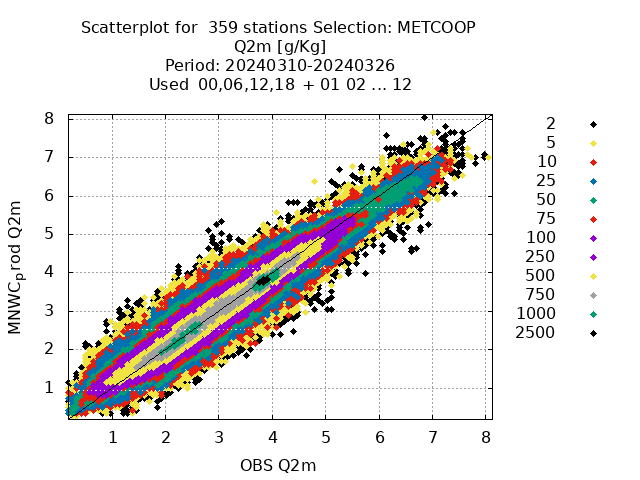 Scatterplot for 359 stations Selection: METCOOP
Q2m [g/Kg]
Period: 20240310-20240326
Used 00,06,12,18 + 01 02 ... 12
8
7
6
5
4
3
2
1
MNWCprod Q2m
1 2 3 4 5 6 7 8
OBS Q2m
2
5
10
25
50
75
100
250
500
750
1000
2500